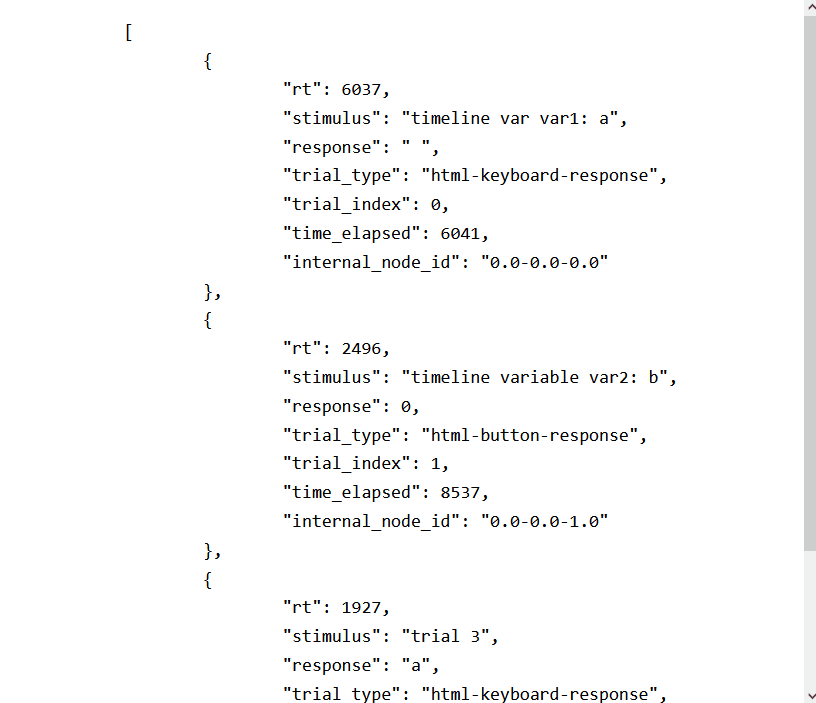 [
{
"rt": 6037,
"stimulus": "timeline var var1: a",
"response": " ",
"trial_type": "html-keyboard-response",
"trial_index": 0,
"time_elapsed": 6041,
"internal_node_id": "0.0-0.0-0.0"
},
{
"rt": 2496,
"stimulus": "timeline variable var2: b",
"response": 0,
"trial_type": "html-button-response",
"trial_index": 1,
"time_elapsed": 8537,
"internal_node_id": "0.0-0.0-1.0"
},
{
"rt": 1927,
"stimulus": "trial 3",
"response": "a",
"trial type": "html-keyboard-response",